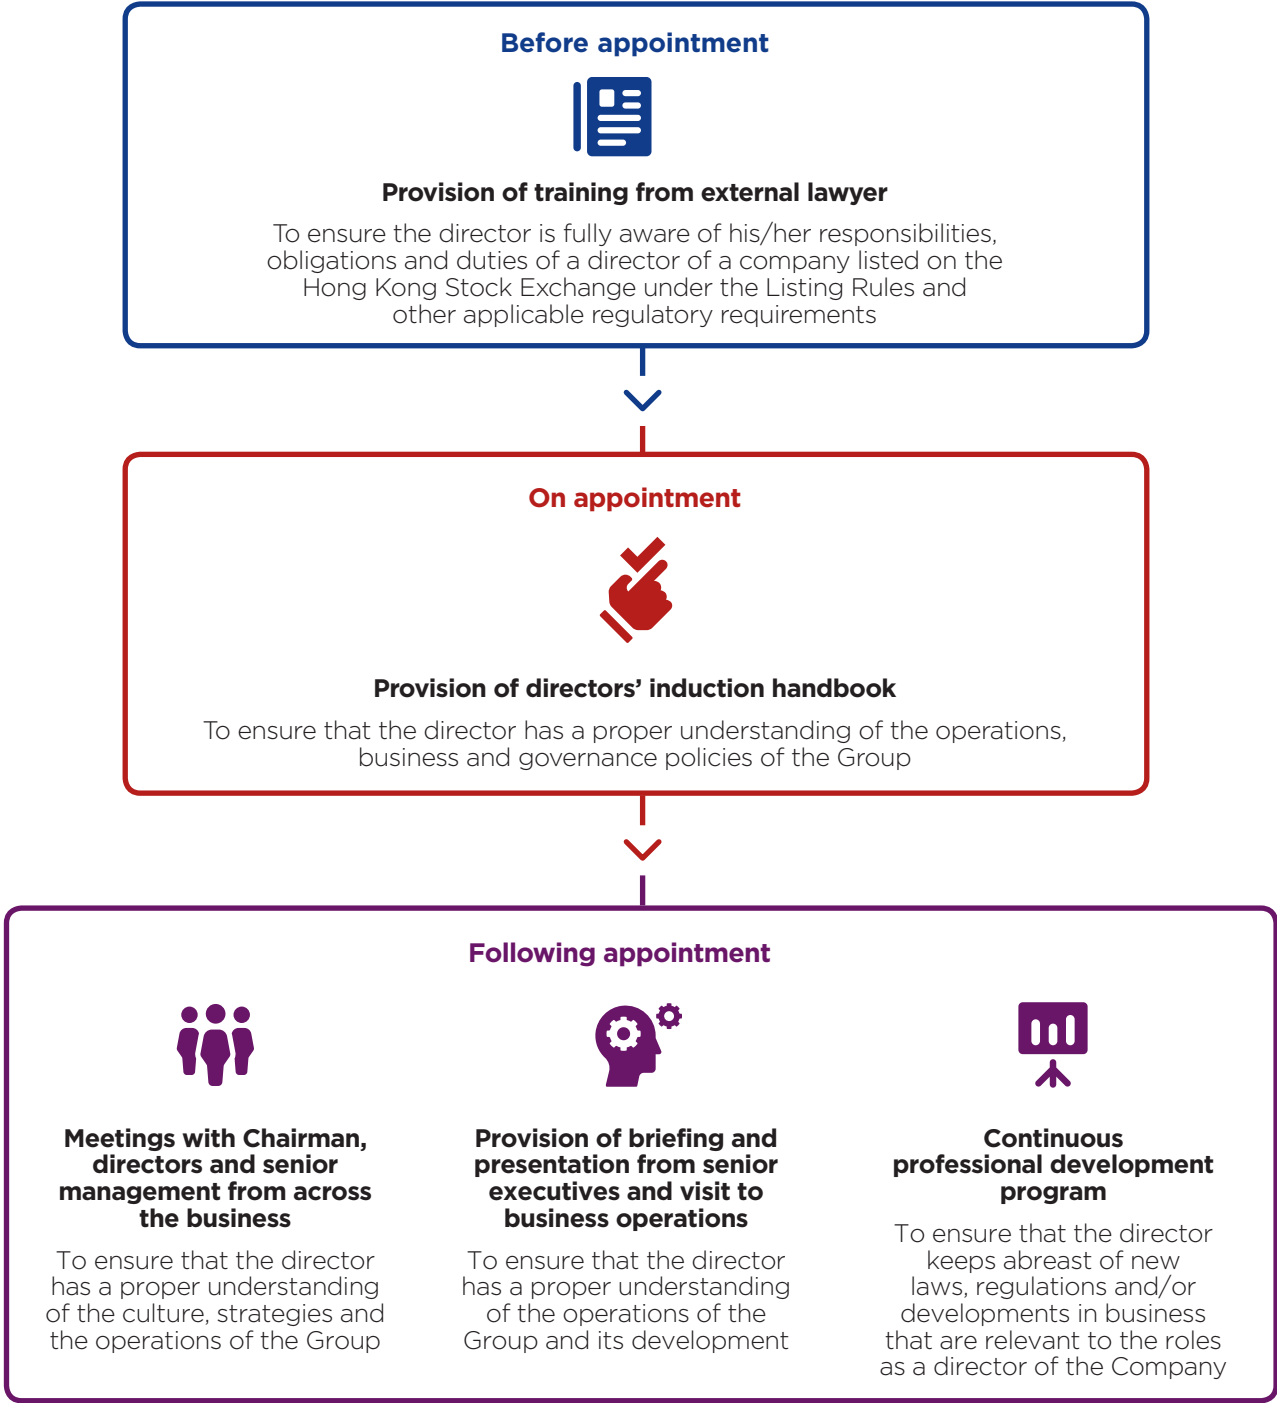 Before appointment
Provision of training from external lawyer
To ensure the director is fully aware of his/her responsibilities,
obligations and duties of a director of a company listed on the
Hong Kong Stock Exchange under the Listing Rules and
other applicable regulatory requirements
On appointment
Provision of directors’ induction handbook
To ensure that the director has a proper understanding of the operations,
business and governance policies of the Group
Following appointment
Meetings with Chairman,
directors and senior
management from across
the business
To ensure that the director
has a proper understanding
of the culture, strategies and
the operations of the Group
Provision of briefing and
presentation from senior
executives and visit to
business operations
To ensure that the director
has a proper understanding
of the operations of the
Group and its development
Continuous
professional development
program
To ensure that the director
keeps abreast of new
laws, regulations and/or
developments in business
that are relevant to the roles
as a director of the Company